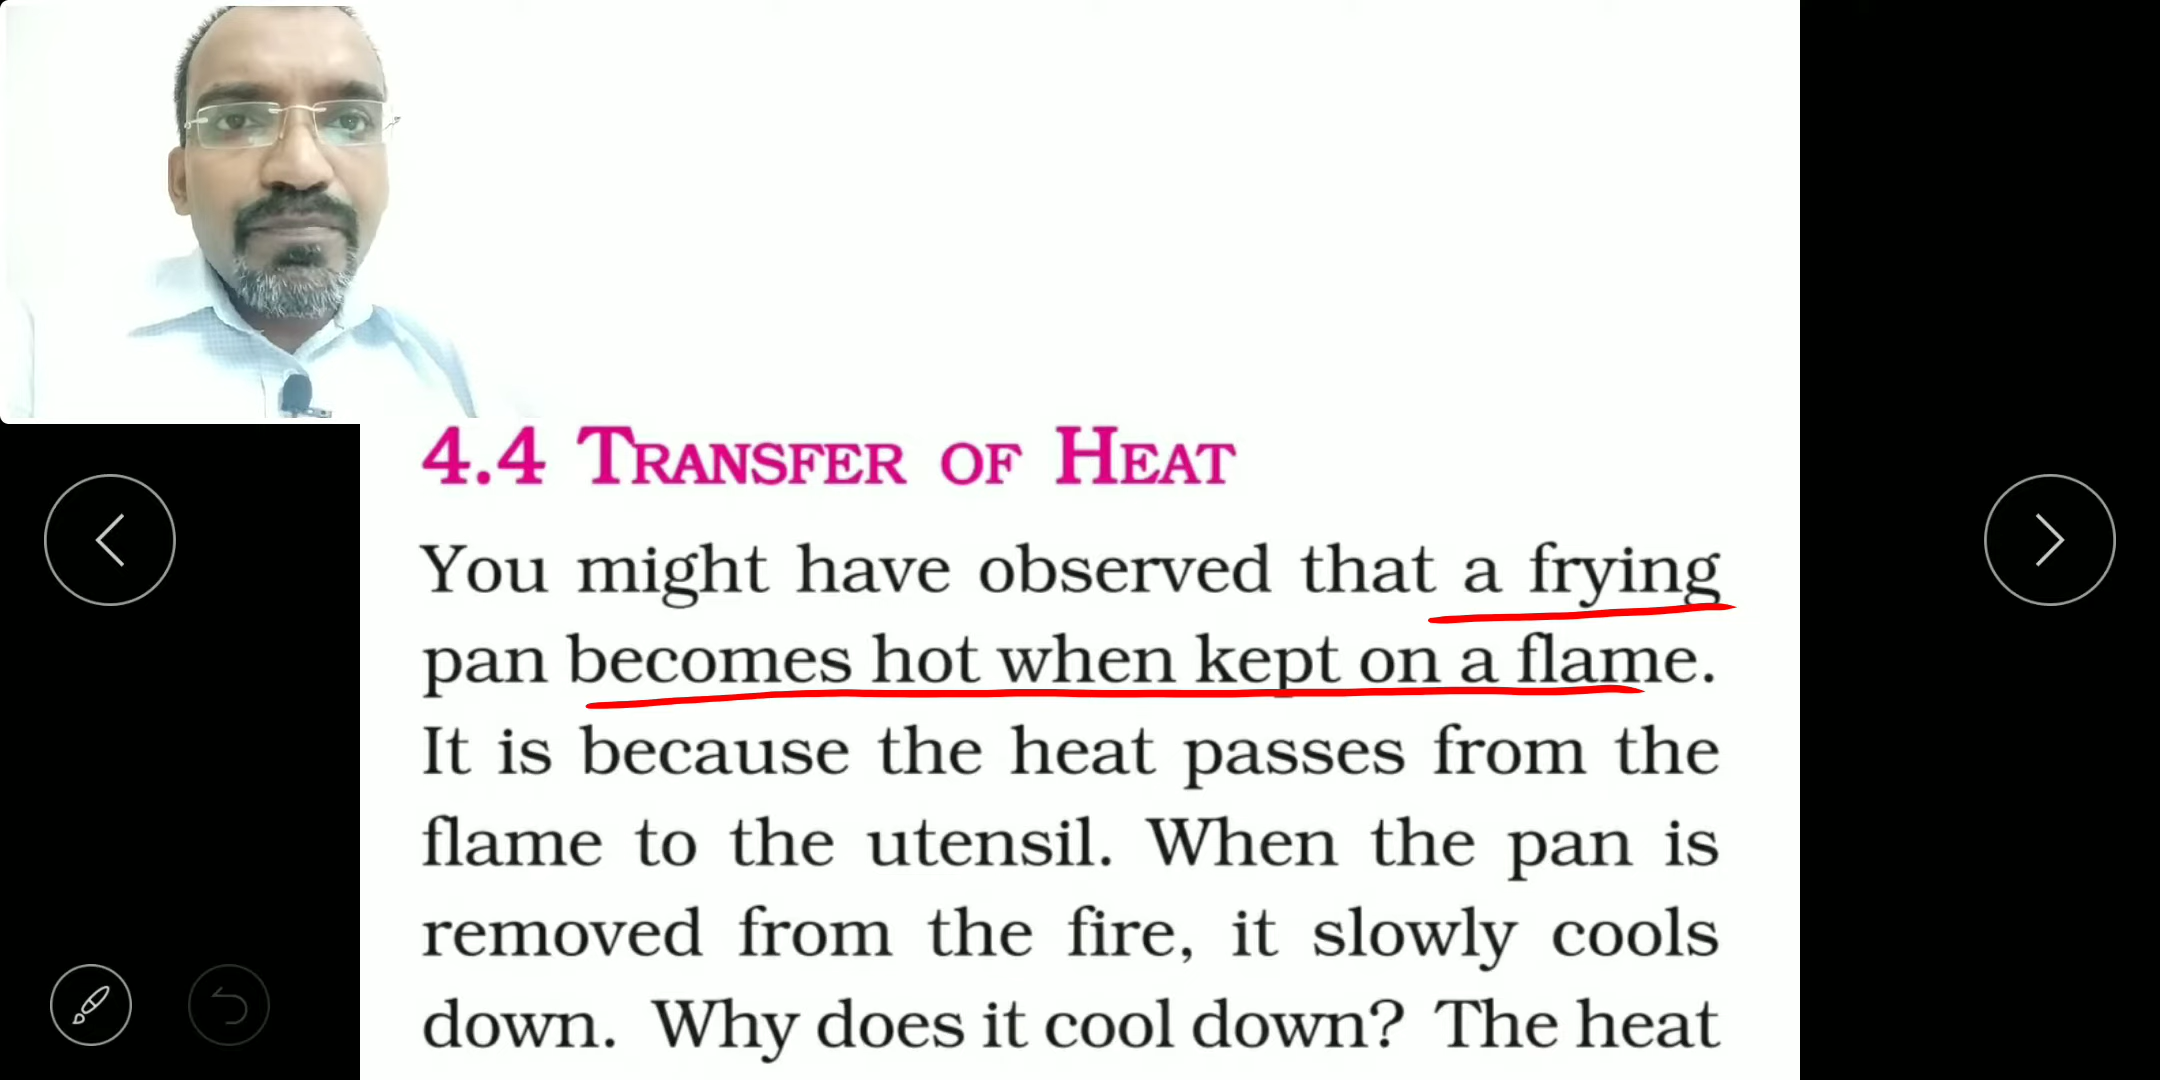 4.4 TRANSFER OF HEAT
You might have observed that a frying
pan becomes hot when kept on a flame.
It is because the heat passes from the
flame to the utensil. When the pan is
removed from the fire, it slowly cools
down. Why does it cool down? The heat